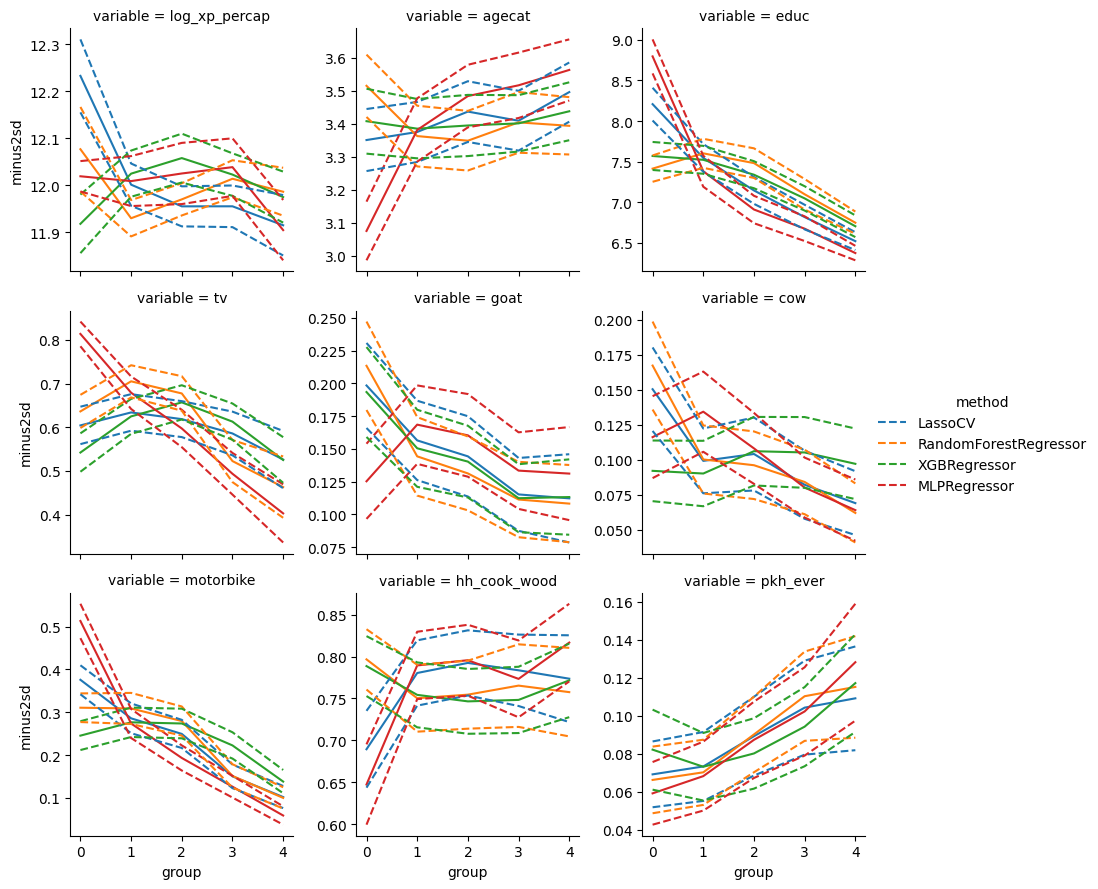 variable = log_xp_percap
variable = agecat
variable = educ
12.3
12.2
12.1
12.0
11.9
minus2sd
3.6
3.5
3.4
3.3
3.2
3.1
3.0
9.0
8.5
8.0
7.5
7.0
6.5
variable = tv
variable = goat
variable = cow
0.8
0.7
0.6
0.5
0.4
minus2sd
0.250
0.225
0.200
0.175
0.150
0.125
0.100
0.075
0.200
0.175
0.150
0.125
0.100
0.075
0.050
method
LassoCV
RandomForestRegressor
XGBRegressor
MLPRegressor
variable = motorbike
variable = hh_cook_wood
variable = pkh_ever
0.5
0.4
0.3
0.2
0.1
minus2sd
0 1 2 3 4
group
0.85
0.80
0.75
0.70
0.65
0.60
0 1 2 3 4
group
0.16
0.14
0.12
0.10
0.08
0.06
0.04
0 1 2 3 4
group